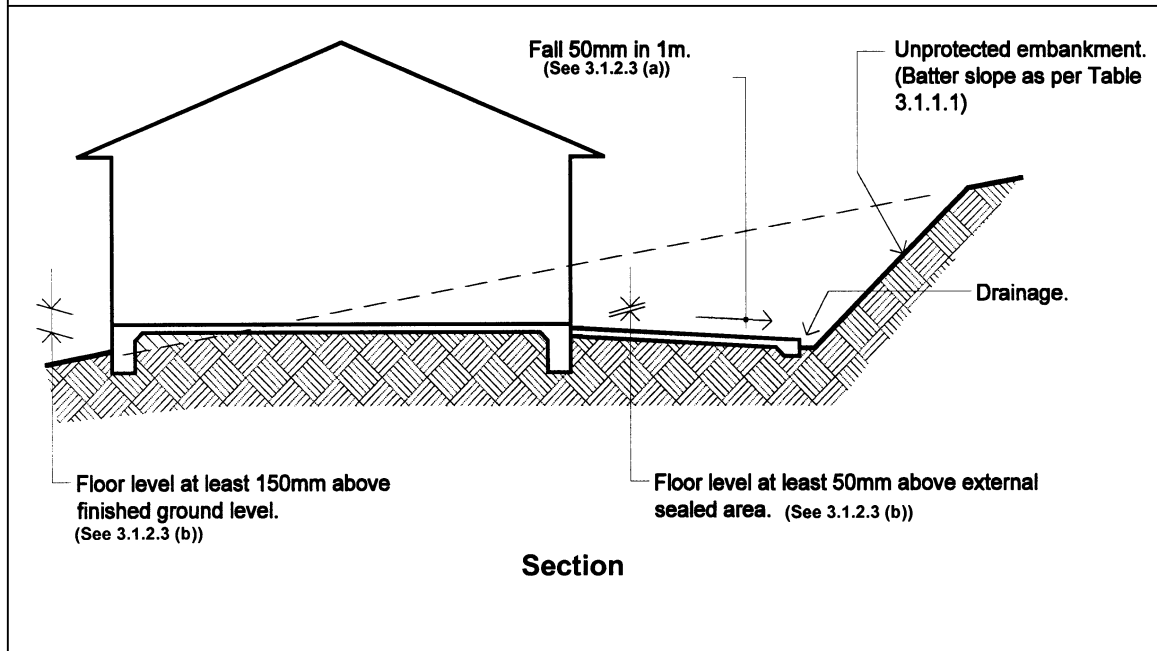 Fall 50mm in 1m.
(See 3.1.2.3 (a))
Unprotected embankment.
(Batter slope as per Table
3.1.1.1)
Drainage.
Floor level at least 150mm above
finished ground level.
(See 3.1.2.3 (b))
Floor level at least 50mm above external
sealed area. (See 3.1.2.3 (b))
Section